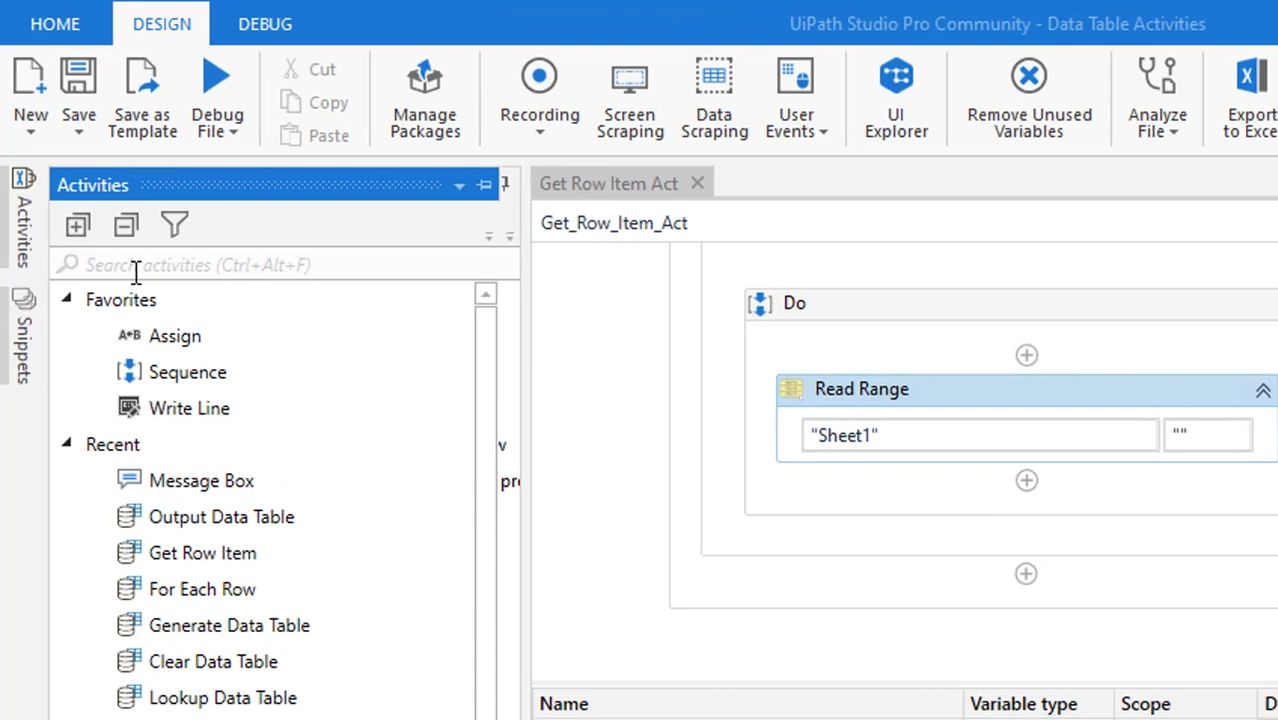 HOME DESIGN DEBUG UiPath Studio Pro Community - Data Table Activities
New Save Save as Template Debug File Cut Copy Paste Manage Packages Recording Screen Scraping Data Scraping User Events UI Explorer Remove Unused Variables Analyze File Export
Activities
Snippets
Activities
Search activities (Ctrl+Alt+F)
Favorites
Assign
Sequence
Write Line
Recent
Message Box
Output Data Table
Get Row Item
For Each Row
Generate Data Table
Clear Data Table
Lookup Data Table
Get Row Item Act
Get_Row_Item_Act
Do
Read Range
"Sheet1" ""
Name Variable type Scope